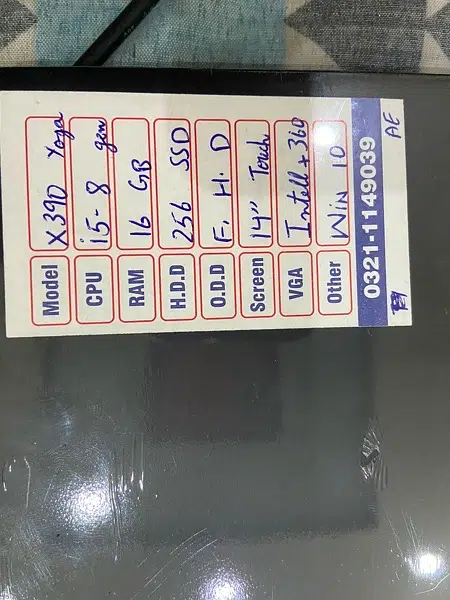 Model X390 Yoga
CPU i5-8 gen
RAM 16 GB
H.D.D 256 SSD
O.D.D F.H.D
Screen 14" Touch
VGA Intell + 360
Other Win 10
0321-1149039
AE